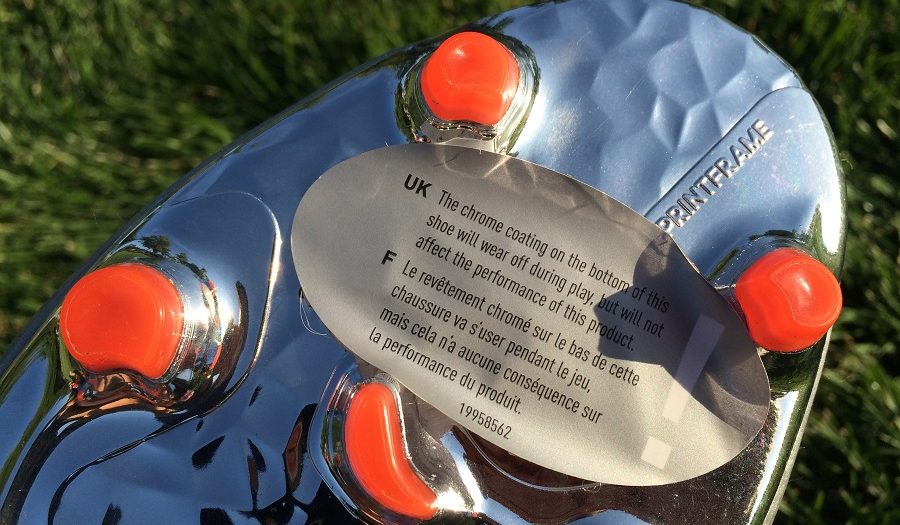 PRINTFRAME
UK The chrome coating on the bottom of this
shoe will wear off during play, but will not
affect the performance of this product.
F Le revêtement chromé sur le bas de cette
chaussure va s'user pendant le jeu,
mais cela n'a aucune conséquence sur
la performance du produit.
19958562
!